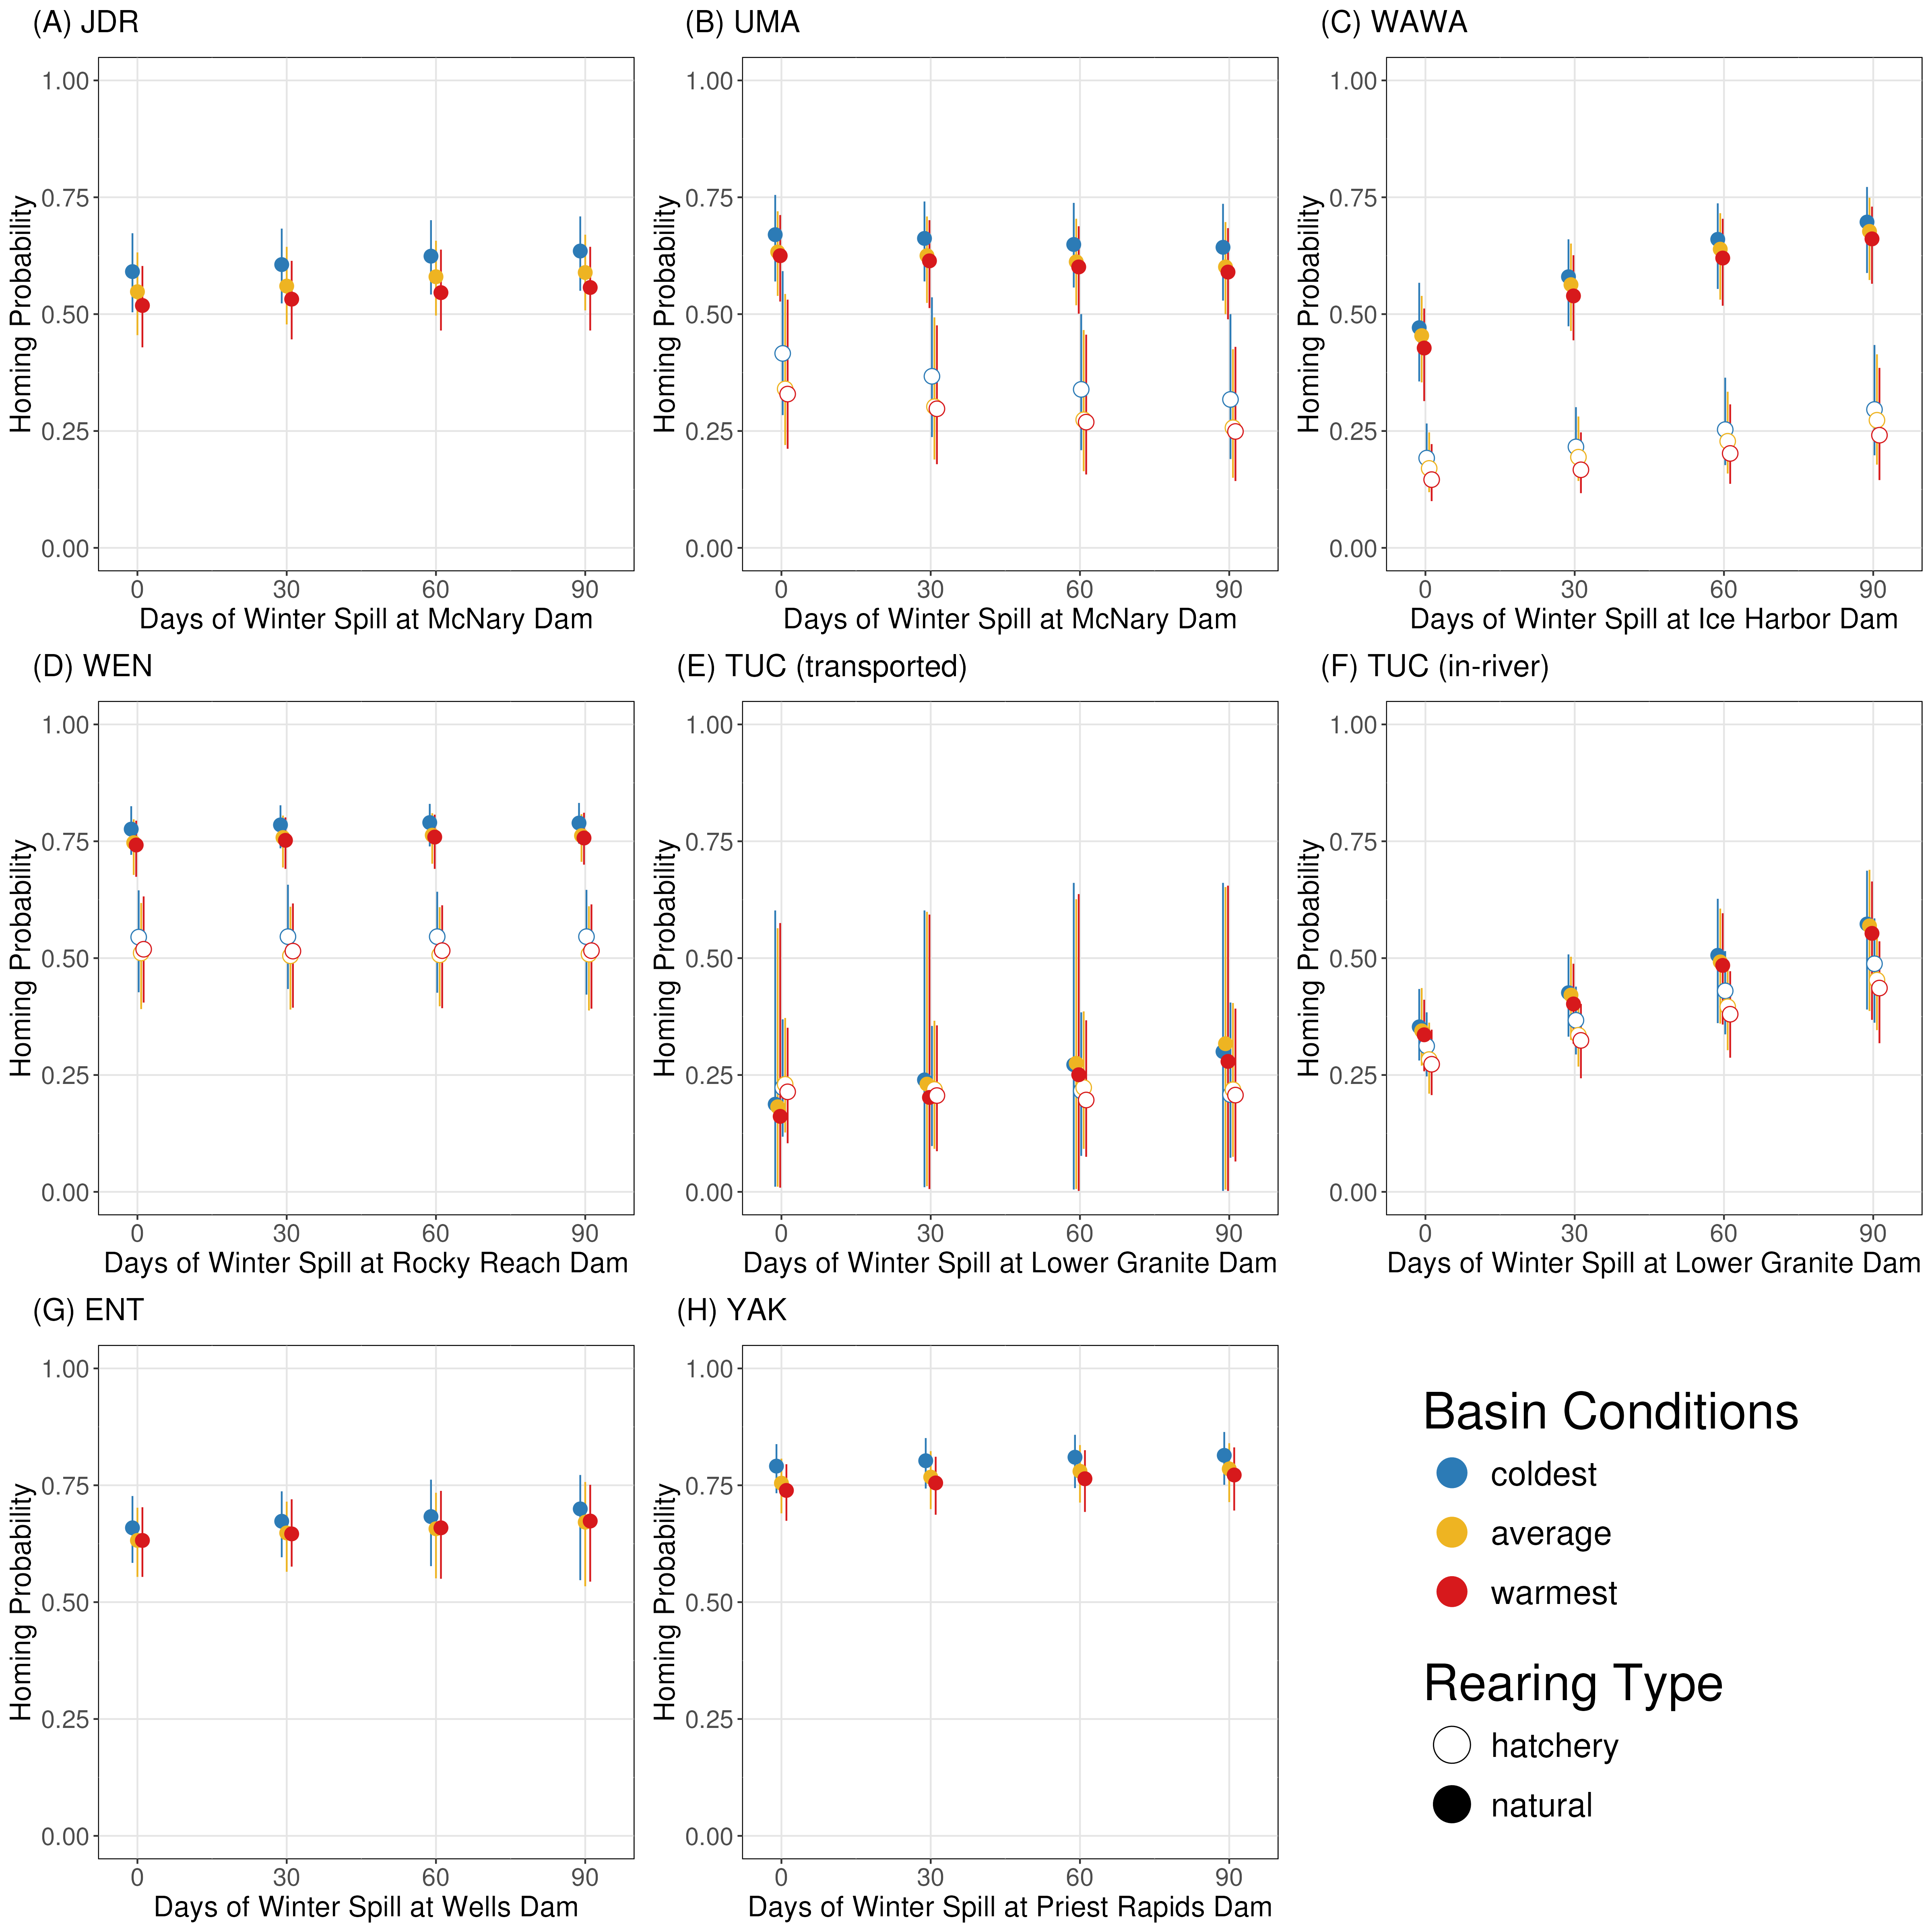 (A) JDR
(B) UMA
(C) WAWA
Homing Probability
1.00
0.75
0.50
0.25
0.00
0 30 60 90
Days of Winter Spill at McNary Dam
Homing Probability
1.00
0.75
0.50
0.25
0.00
0 30 60 90
Days of Winter Spill at McNary Dam
Homing Probability
1.00
0.75
0.50
0.25
0.00
0 30 60 90
Days of Winter Spill at Ice Harbor Dam
(D) WEN
(E) TUC (transported)
(F) TUC (in-river)
Homing Probability
1.00
0.75
0.50
0.25
0.00
0 30 60 90
Days of Winter Spill at Rocky Reach Dam
Homing Probability
1.00
0.75
0.50
0.25
0.00
0 30 60 90
Days of Winter Spill at Lower Granite Dam
Homing Probability
1.00
0.75
0.50
0.25
0.00
0 30 60 90
Days of Winter Spill at Lower Granite Dam
(G) ENT
(H) YAK
Homing Probability
1.00
0.75
0.50
0.25
0.00
0 30 60 90
Days of Winter Spill at Wells Dam
Homing Probability
1.00
0.75
0.50
0.25
0.00
0 30 60 90
Days of Winter Spill at Priest Rapids Dam
Basin Conditions
coldest
average
warmest
Rearing Type
hatchery
natural